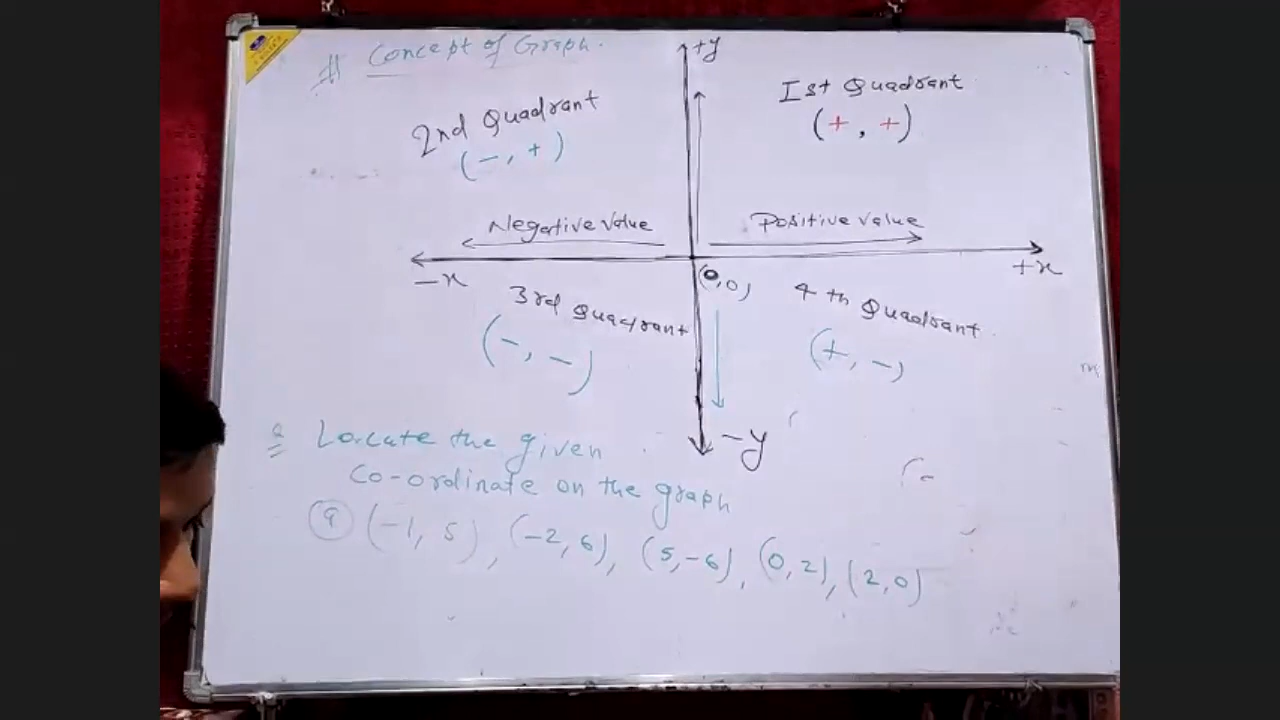 # Concept of Graph.
+y
Ist Quadrant
(+, +)
2nd Quadrant
(-, +)
Negative value
Positive value
-x
+x
(0,0)
3rd Quadrant
(-, -)
4th Quadrant
(+, -)
-y
Q Locate the given
Co-ordinate on the graph
(-1, 5), (-2, 6), (5, -6), (0, 2), (2, 0)